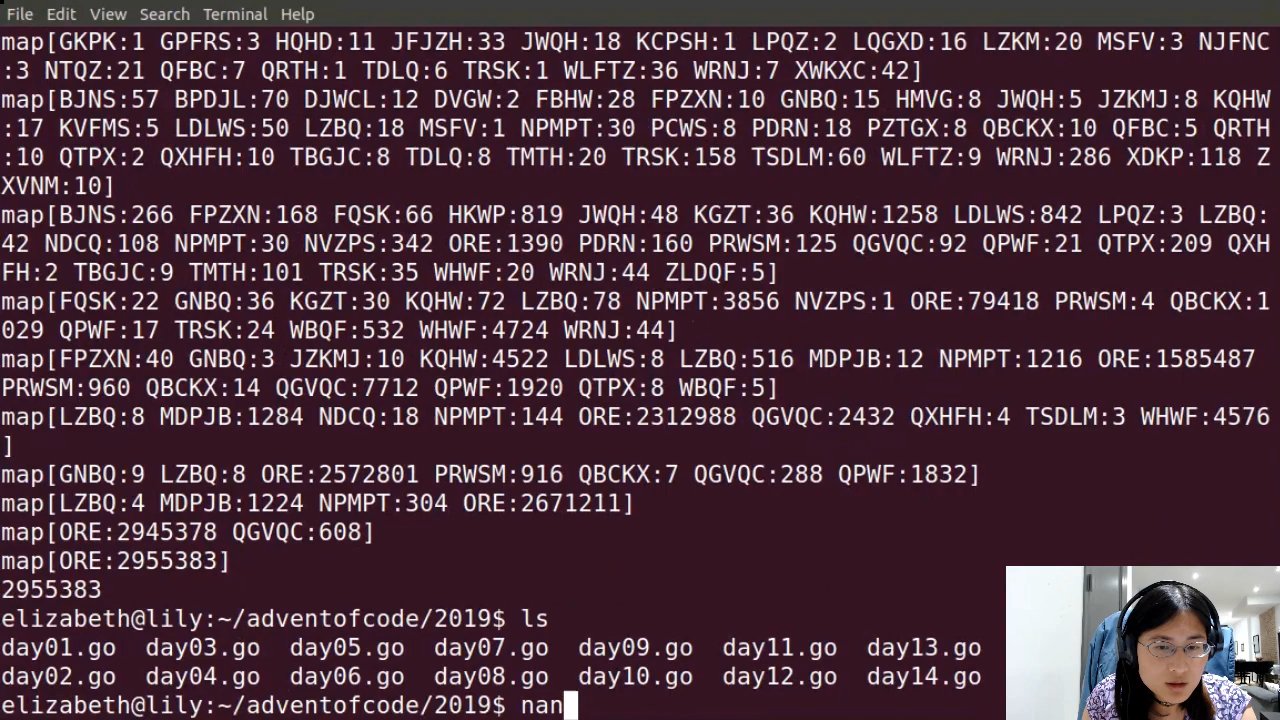 File Edit View Search Terminal Help
map[GKPK:1 GPFRS:3 HQHD:11 JFJZH:33 JWQH:18 KCPSH:1 LPQZ:2 LQGXD:16 LZKM:20 MSFV:3 NJFNC
:3 NTQZ:21 QFBC:7 QRTH:1 TDLQ:6 TRSK:1 WLFTZ:36 WRNJ:7 XWKXC:42]
map[BJNS:57 BPDJL:70 DJWCL:12 DVGW:2 FBHW:28 FPZXN:10 GNBQ:15 HMVG:8 JWQH:5 JZKMJ:8 KQHW
:17 KVFMS:5 LDLWS:50 LZBQ:18 MSFV:1 NPMPT:30 PCWS:8 PDRN:18 PZTGX:8 QBCKX:10 QFBC:5 QRTH
:10 QTPX:2 QXHFH:10 TBGJC:8 TDLQ:8 TMTH:20 TRSK:158 TSDLM:60 WLFTZ:9 WRNJ:286 XDKP:118 Z
XVNM:10]
map[BJNS:266 FPZXN:168 FQSK:66 HKWP:819 JWQH:48 KGZT:36 KQHW:1258 LDLWS:842 LPQZ:3 LZBQ:
42 NDCQ:108 NPMPT:30 NVZPS:342 ORE:1390 PDRN:160 PRWSM:125 QGVQC:92 QPWF:21 QTPX:209 QXH
FH:2 TBGJC:9 TMTH:101 TRSK:35 WHWF:20 WRNJ:44 ZLDQF:5]
map[FQSK:22 GNBQ:36 KGZT:30 KQHW:72 LZBQ:78 NPMPT:3856 NVZPS:1 ORE:79418 PRWSM:4 QBCKX:1
029 QPWF:17 TRSK:24 WBQF:532 WHWF:4724 WRNJ:44]
map[FPZXN:40 GNBQ:3 JZKMJ:10 KQHW:4522 LDLWS:8 LZBQ:516 MDPJB:12 NPMPT:1216 ORE:1585487
PRWSM:960 QBCKX:14 QGVQC:7712 QPWF:1920 QTPX:8 WBQF:5]
map[LZBQ:8 MDPJB:1284 NDCQ:18 NPMPT:144 ORE:2312988 QGVQC:2432 QXHFH:4 TSDLM:3 WHWF:4576
]
map[GNBQ:9 LZBQ:8 ORE:2572801 PRWSM:916 QBCKX:7 QGVQC:288 QPWF:1832]
map[LZBQ:4 MDPJB:1224 NPMPT:304 ORE:2671211]
map[ORE:2945378 QGVQC:608]
map[ORE:2955383]
2955383
elizabeth@lily:~/adventofcode/2019$ ls
day01.go day03.go day05.go day07.go day09.go day11.go day13.go
day02.go day04.go day06.go day08.go day10.go day12.go day14.go
elizabeth@lily:~/adventofcode/2019$ nan